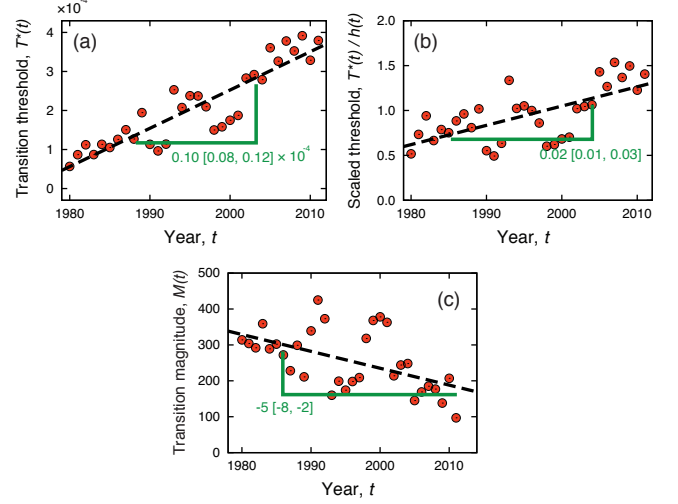 ×10⁻⁴
(a)
Transition threshold, T*(t)
4
3
2
1
0
0.10 [0.08, 0.12] × 10⁻⁴
1980 1990 2000 2010
Year, t
(b)
Scaled threshold, T*(t) / h(t)
2.0
1.5
1.0
0.5
0.0
0.02 [0.01, 0.03]
1980 1990 2000 2010
Year, t
(c)
Transition magnitude, M(t)
500
400
300
200
100
0
-5 [-8, -2]
1980 1990 2000 2010
Year, t